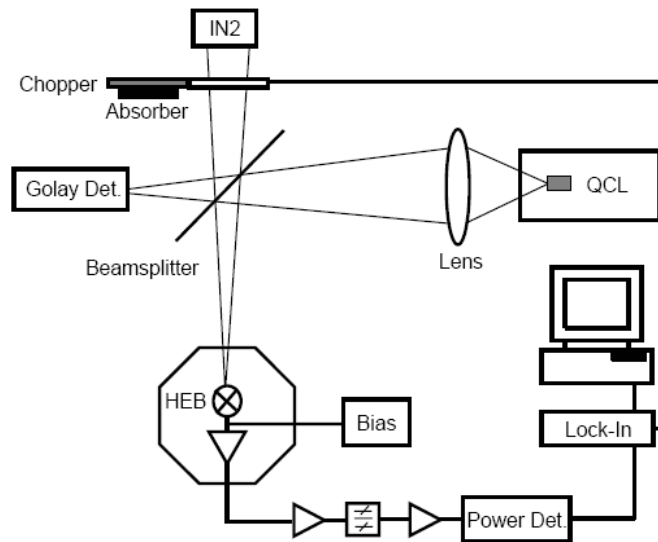 IN2
Chopper
Absorber
Golay Det.
QCL
Beamsplitter
Lens
HEB
Bias
Lock-In
Power Det.